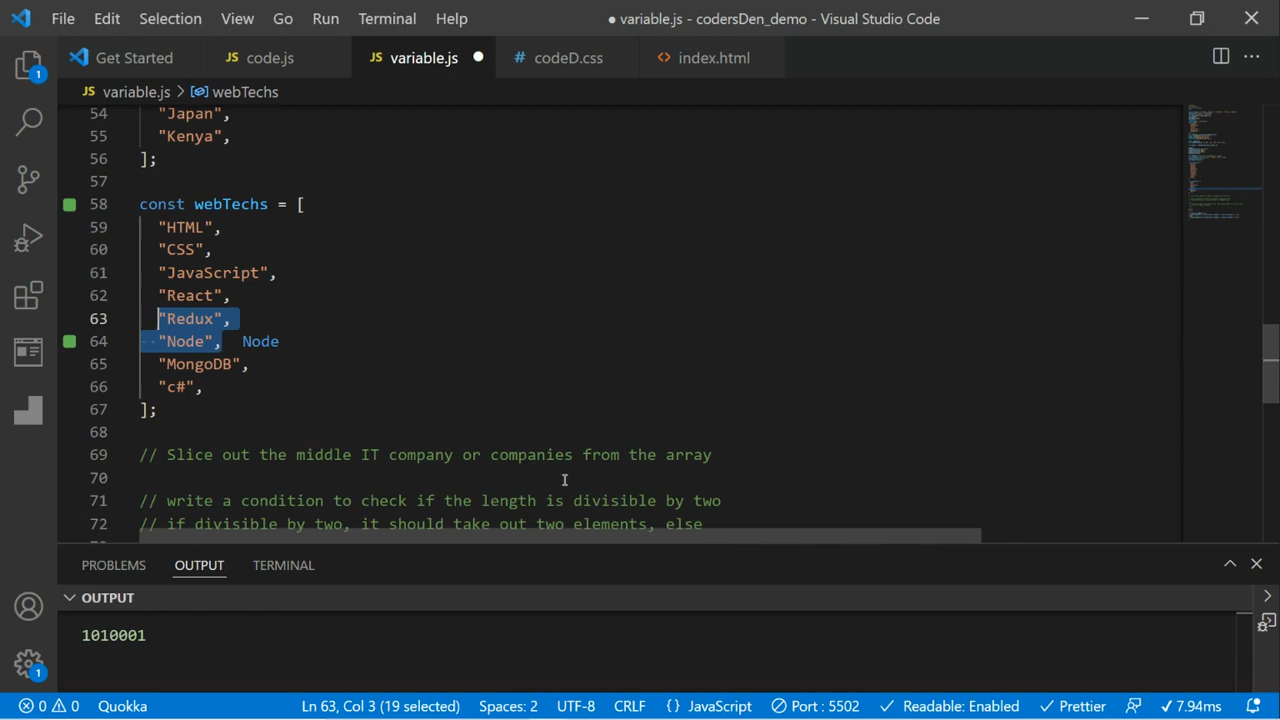 File Edit Selection View Go Run Terminal Help ● variable.js - codersDen_demo - Visual Studio Code
Get Started JS code.js JS variable.js # codeD.css <> index.html ...
JS variable.js > webTechs
54 "Japan",
55 "Kenya",
56 ];
57
58 const webTechs = [
59 "HTML",
60 "CSS",
61 "JavaScript",
62 "React",
63 "Redux",
64 "Node", Node
65 "MongoDB",
66 "c#",
67 ];
68
69 // Slice out the middle IT company or companies from the array
70
71 // write a condition to check if the length is divisible by two
72 // if divisible by two, it should take out two elements, else
PROBLEMS OUTPUT TERMINAL
OUTPUT
1010001
1
1
0 0 Quokka Ln 63, Col 3 (19 selected) Spaces: 2 UTF-8 CRLF {} JavaScript Port : 5502 Readable: Enabled Prettier 7.94ms